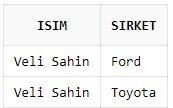 ISIM SIRKET
Veli Sahin Ford
Veli Sahin Toyota